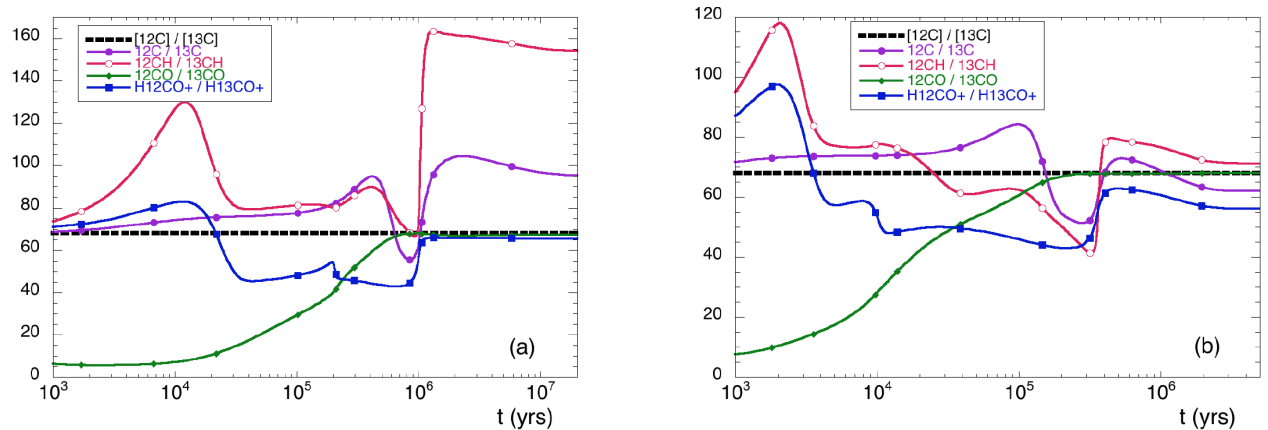 160
140
120
100
80
60
40
20
0
[12C] / [13C]
12C / 13C
12CH / 13CH
12CO / 13CO
H12CO+ / H13CO+
(a)
10³ 10⁴ 10⁵ 10⁶ 10⁷
t (yrs)
120
100
80
60
40
20
0
[12C] / [13C]
12C / 13C
12CH / 13CH
12CO / 13CO
H12CO+ / H13CO+
(b)
10³ 10⁴ 10⁵ 10⁶
t (yrs)